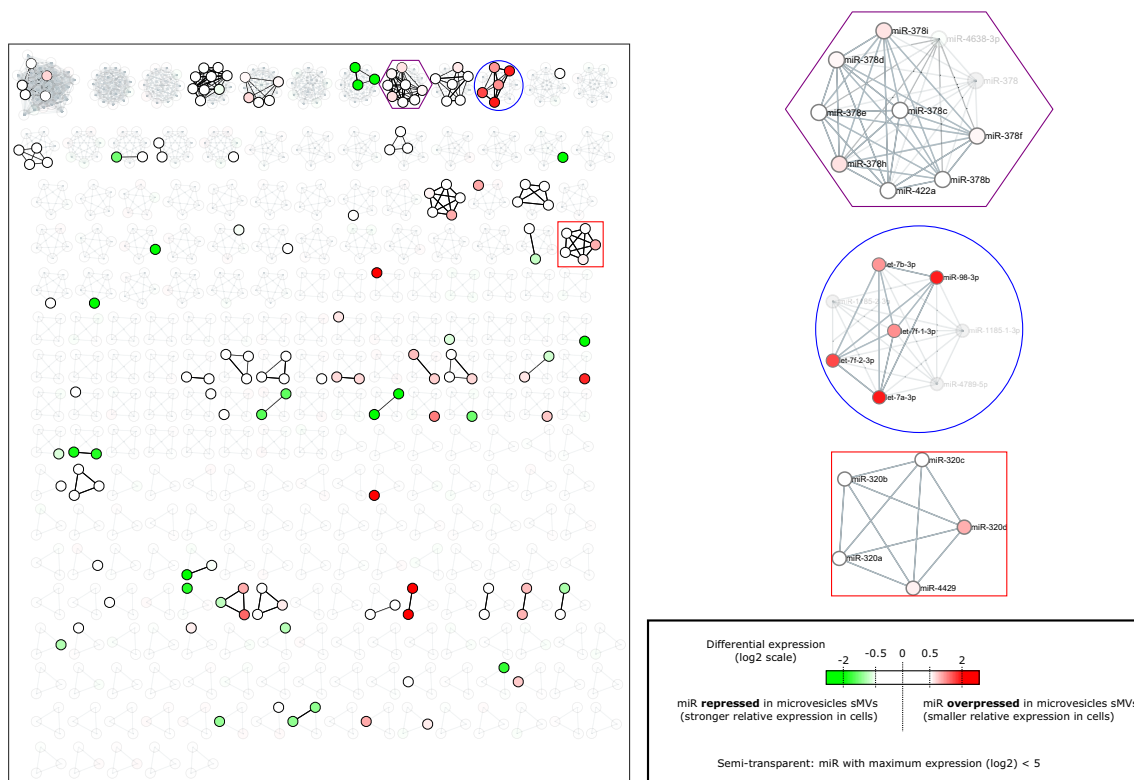 miR-378i
miR-4638-3p
miR-378d
miR-378
miR-378e
miR-378c
miR-378f
miR-378h
miR-378b
miR-422a
let-7b-3p
miR-98-3p
miR-1185-2-3p
let-7f-1-3p
miR-1185-1-3p
let-7f-2-3p
miR-4789-5p
let-7a-3p
miR-320c
miR-320b
miR-320d
miR-320a
miR-4429
Differential expression
(log2 scale)
-2 -0.5 0 0.5 2
miR repressed in microvesicles sMVs
(stronger relative expression in cells)
miR overpressed in microvesicles sMVs
(smaller relative expression in cells)
Semi-transparent: miR with maximum expression (log2) < 5